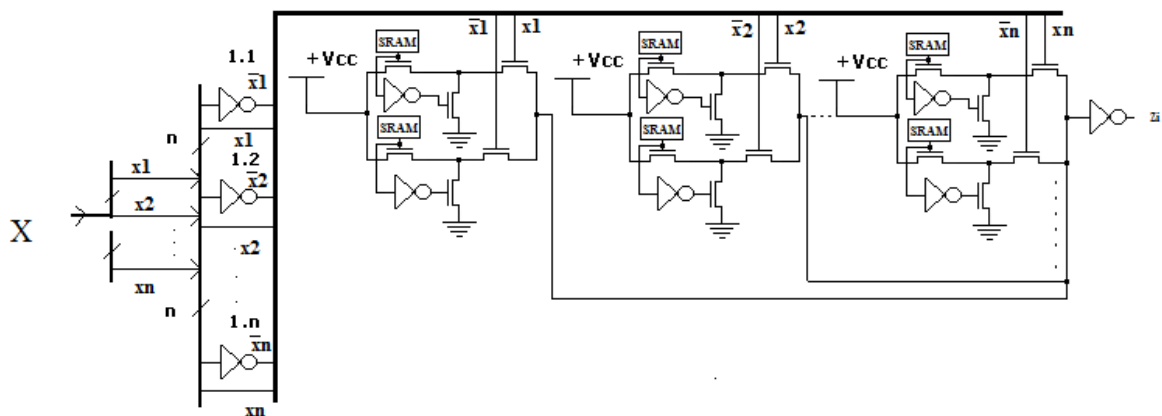 x̅1 x1 x̅2 x2 x̅n xn
SRAM SRAM SRAM
+Vcc +Vcc +Vcc
1.1
x̅1
n
x1
SRAM SRAM SRAM
zi
1.2
x1
x̅2
X
x2
x2
xn
n
1.n
x̅n
xn